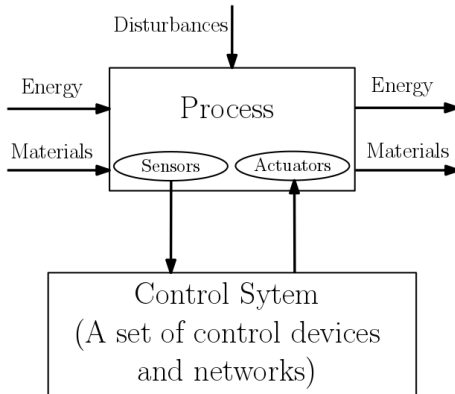 Disturbances
Energy
Energy
Process
Materials
Materials
Sensors
Actuators
Control Sytem
(A set of control devices
and networks)